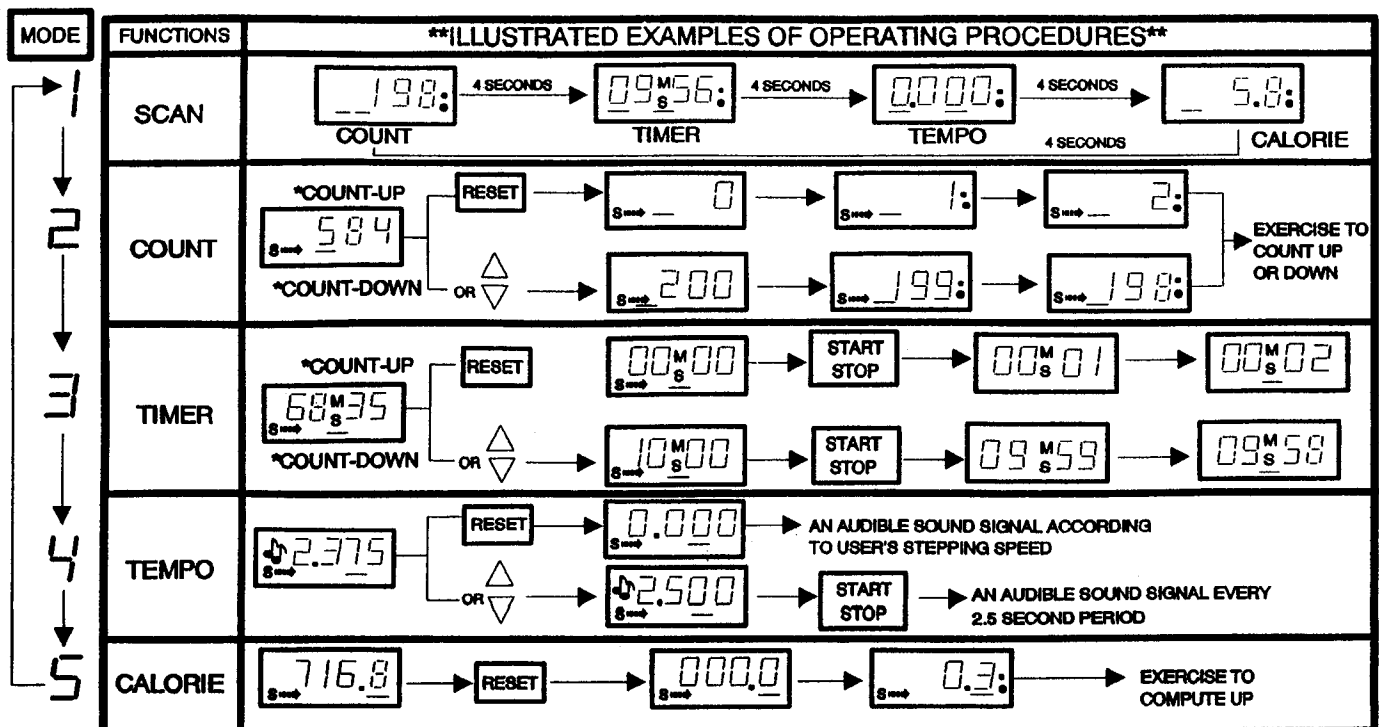 MODE FUNCTIONS **ILLUSTRATED EXAMPLES OF OPERATING PROCEDURES**
1 SCAN 198: 4 SECONDS 09 M S 56: 4 SECONDS 0.000: 4 SECONDS 5.8:
COUNT TIMER TEMPO 4 SECONDS CALORIE
*COUNT-UP RESET S 0 S 1: S 2:
2 COUNT S 584 EXERCISE TO
COUNT UP
OR DOWN
*COUNT-DOWN OR S 200 S 199: S 198:
*COUNT-UP RESET S 00 M S 00 START
STOP 00 M S 01 00 M S 02
3 TIMER S 68 M S 35
*COUNT-DOWN OR S 10 M S 00 START
STOP 09 M S 59 09 M S 58
RESET S 0.000 AN AUDIBLE SOUND SIGNAL ACCORDING
TO USER'S STEPPING SPEED
4 TEMPO S 2.375
OR S 2.500 START
STOP AN AUDIBLE SOUND SIGNAL EVERY
2.5 SECOND PERIOD
5 CALORIE S 716.8 RESET S 000.0 S 0.3: EXERCISE TO
COMPUTE UP